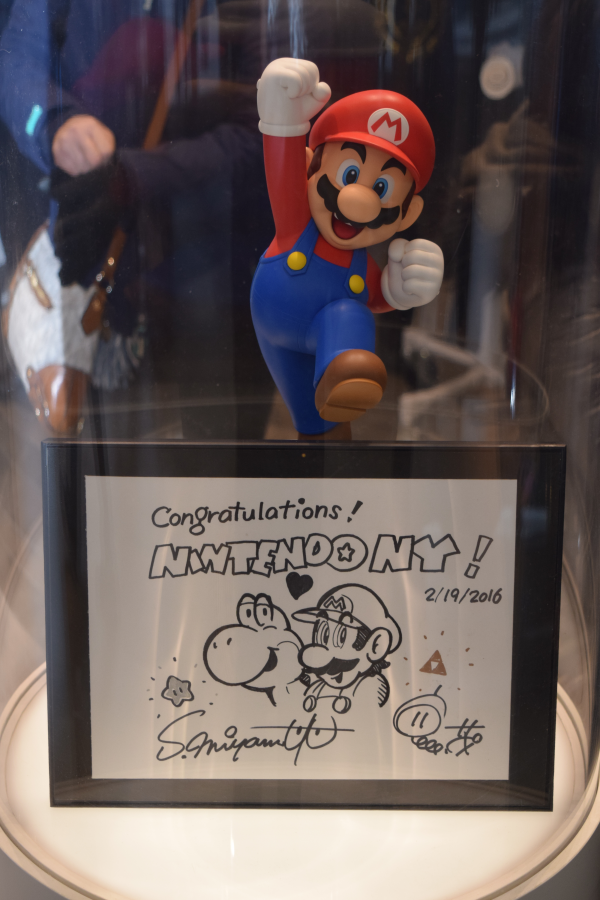 M
Congratulations!
NINTENDO NY!
2/19/2016
M
S. Miyamoto